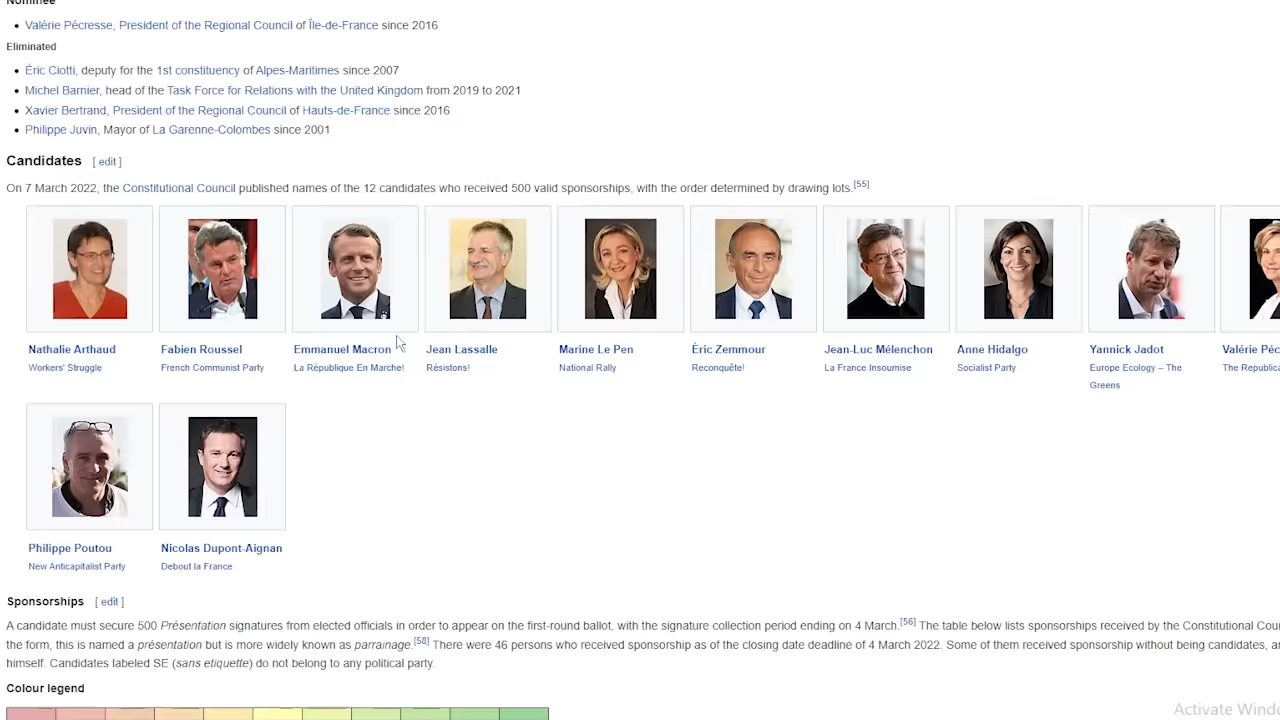 Nominee
Valérie Pécresse, President of the Regional Council of Île-de-France since 2016
Eliminated
Éric Ciotti, deputy for the 1st constituency of Alpes-Maritimes since 2007
Michel Barnier, head of the Task Force for Relations with the United Kingdom from 2019 to 2021
Xavier Bertrand, President of the Regional Council of Hauts-de-France since 2016
Philippe Juvin, Mayor of La Garenne-Colombes since 2001
Candidates [ edit ]
On 7 March 2022, the Constitutional Council published names of the 12 candidates who received 500 valid sponsorships, with the order determined by drawing lots.[55]
Nathalie Arthaud
Workers' Struggle
Fabien Roussel
French Communist Party
Emmanuel Macron
La République En Marche!
Jean Lassalle
Résistons!
Marine Le Pen
National Rally
Éric Zemmour
Reconquête!
Jean-Luc Mélenchon
La France Insoumise
Anne Hidalgo
Socialist Party
Yannick Jadot
Europe Ecology – The
Greens
Valérie Péc
The Republica
Philippe Poutou
New Anticapitalist Party
Nicolas Dupont-Aignan
Debout la France
Sponsorships [ edit ]
A candidate must secure 500 Présentation signatures from elected officials in order to appear on the first-round ballot, with the signature collection period ending on 4 March.[56] The table below lists sponsorships received by the Constitutional Cou
the form, this is named a présentation but is more widely known as parrainage.[58] There were 46 persons who received sponsorship as of the closing date deadline of 4 March 2022. Some of them received sponsorship without being candidates, a
himself. Candidates labeled SE (sans etiquette) do not belong to any political party.
Colour legend
Activate Windo